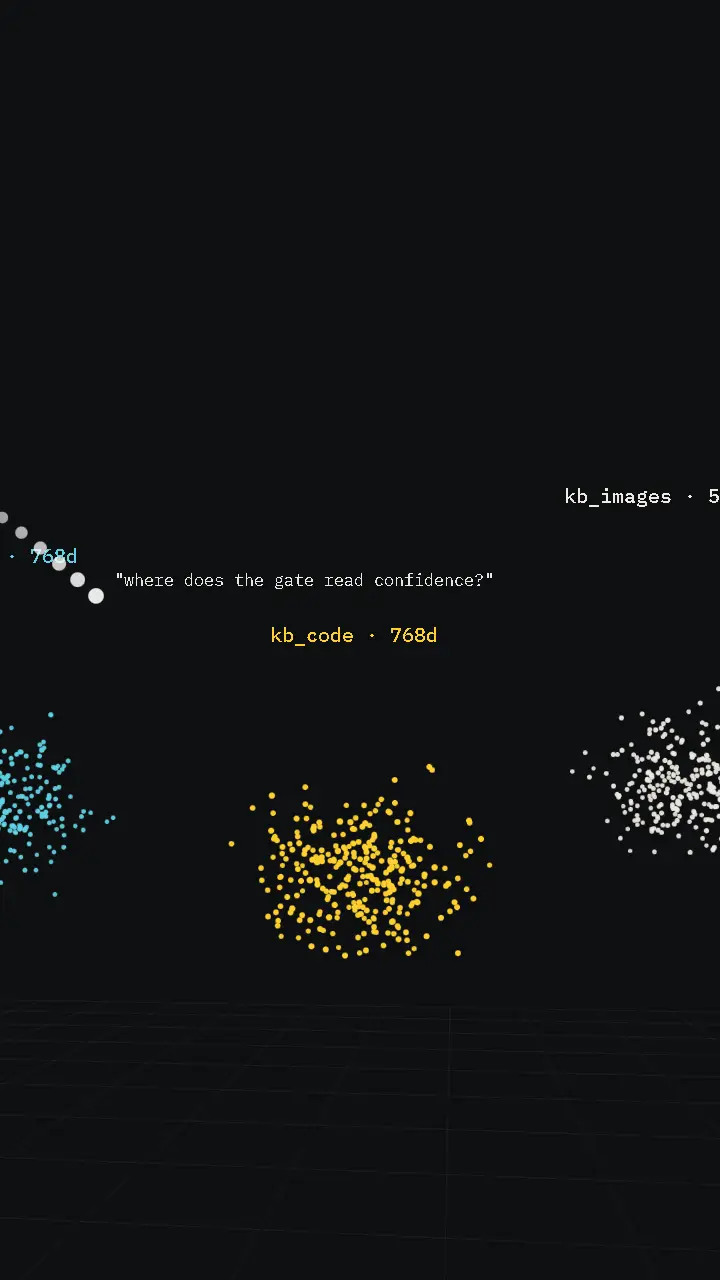 kb_images · 5
· 768d
"where does the gate read confidence?"
kb_code · 768d